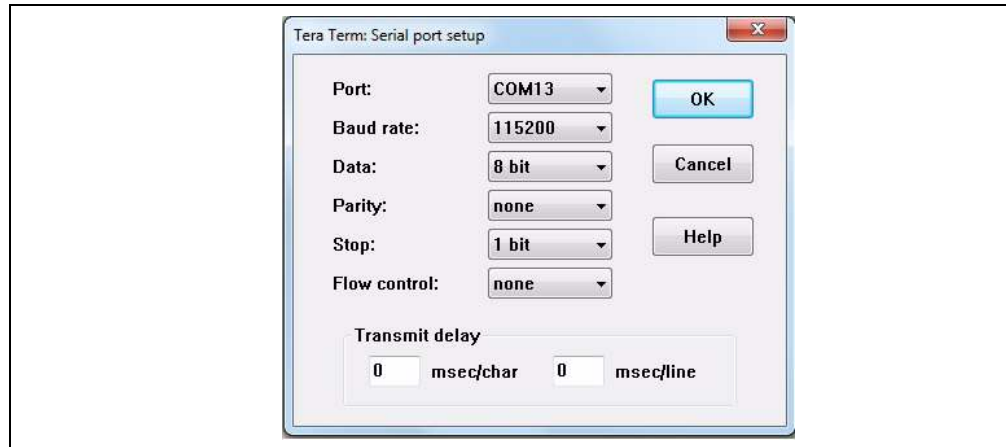 Tera Term: Serial port setup
Port: COM13 OK
Baud rate: 115200
Data: 8 bit Cancel
Parity: none
Stop: 1 bit Help
Flow control: none
Transmit delay
0 msec/char 0 msec/line